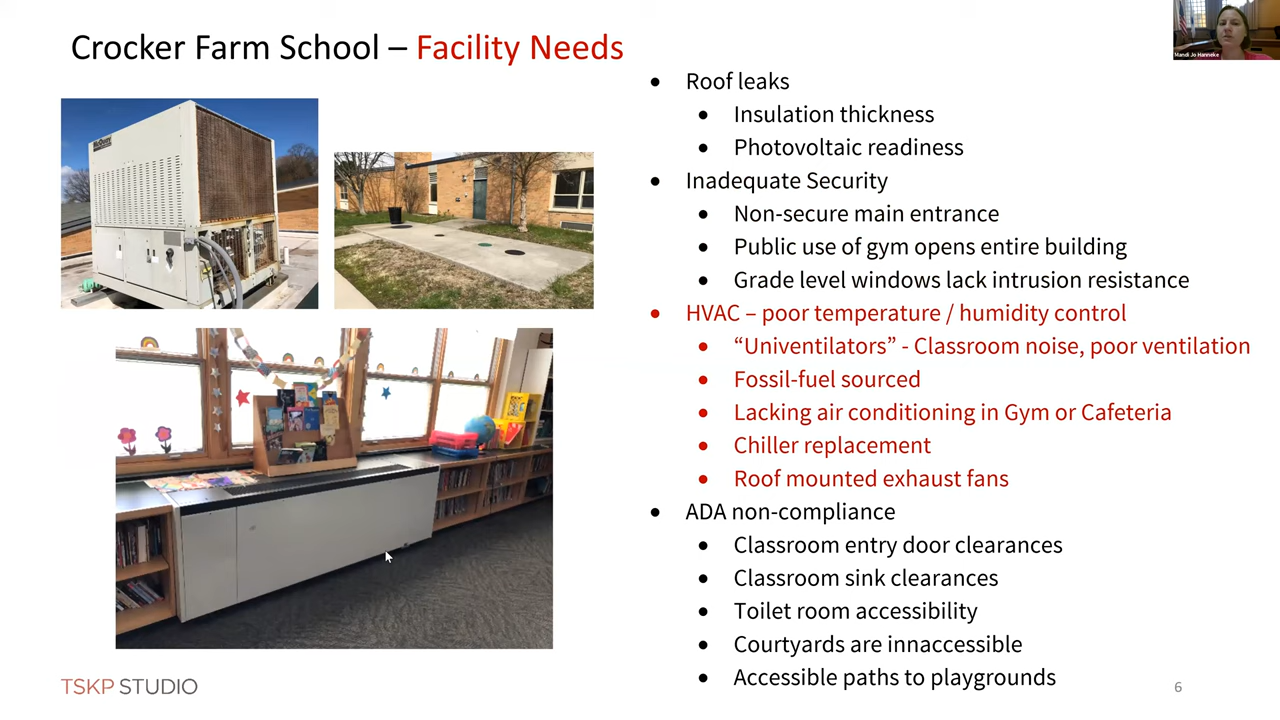 Crocker Farm School – Facility Needs
Mandi Jo Hanneke
McQuay
• Roof leaks
• Insulation thickness
• Photovoltaic readiness
• Inadequate Security
• Non-secure main entrance
• Public use of gym opens entire building
• Grade level windows lack intrusion resistance
• HVAC – poor temperature / humidity control
• “Univentilators” - Classroom noise, poor ventilation
• Fossil-fuel sourced
• Lacking air conditioning in Gym or Cafeteria
• Chiller replacement
• Roof mounted exhaust fans
• ADA non-compliance
• Classroom entry door clearances
• Classroom sink clearances
• Toilet room accessibility
• Courtyards are innaccessible
• Accessible paths to playgrounds
TSKP STUDIO
6